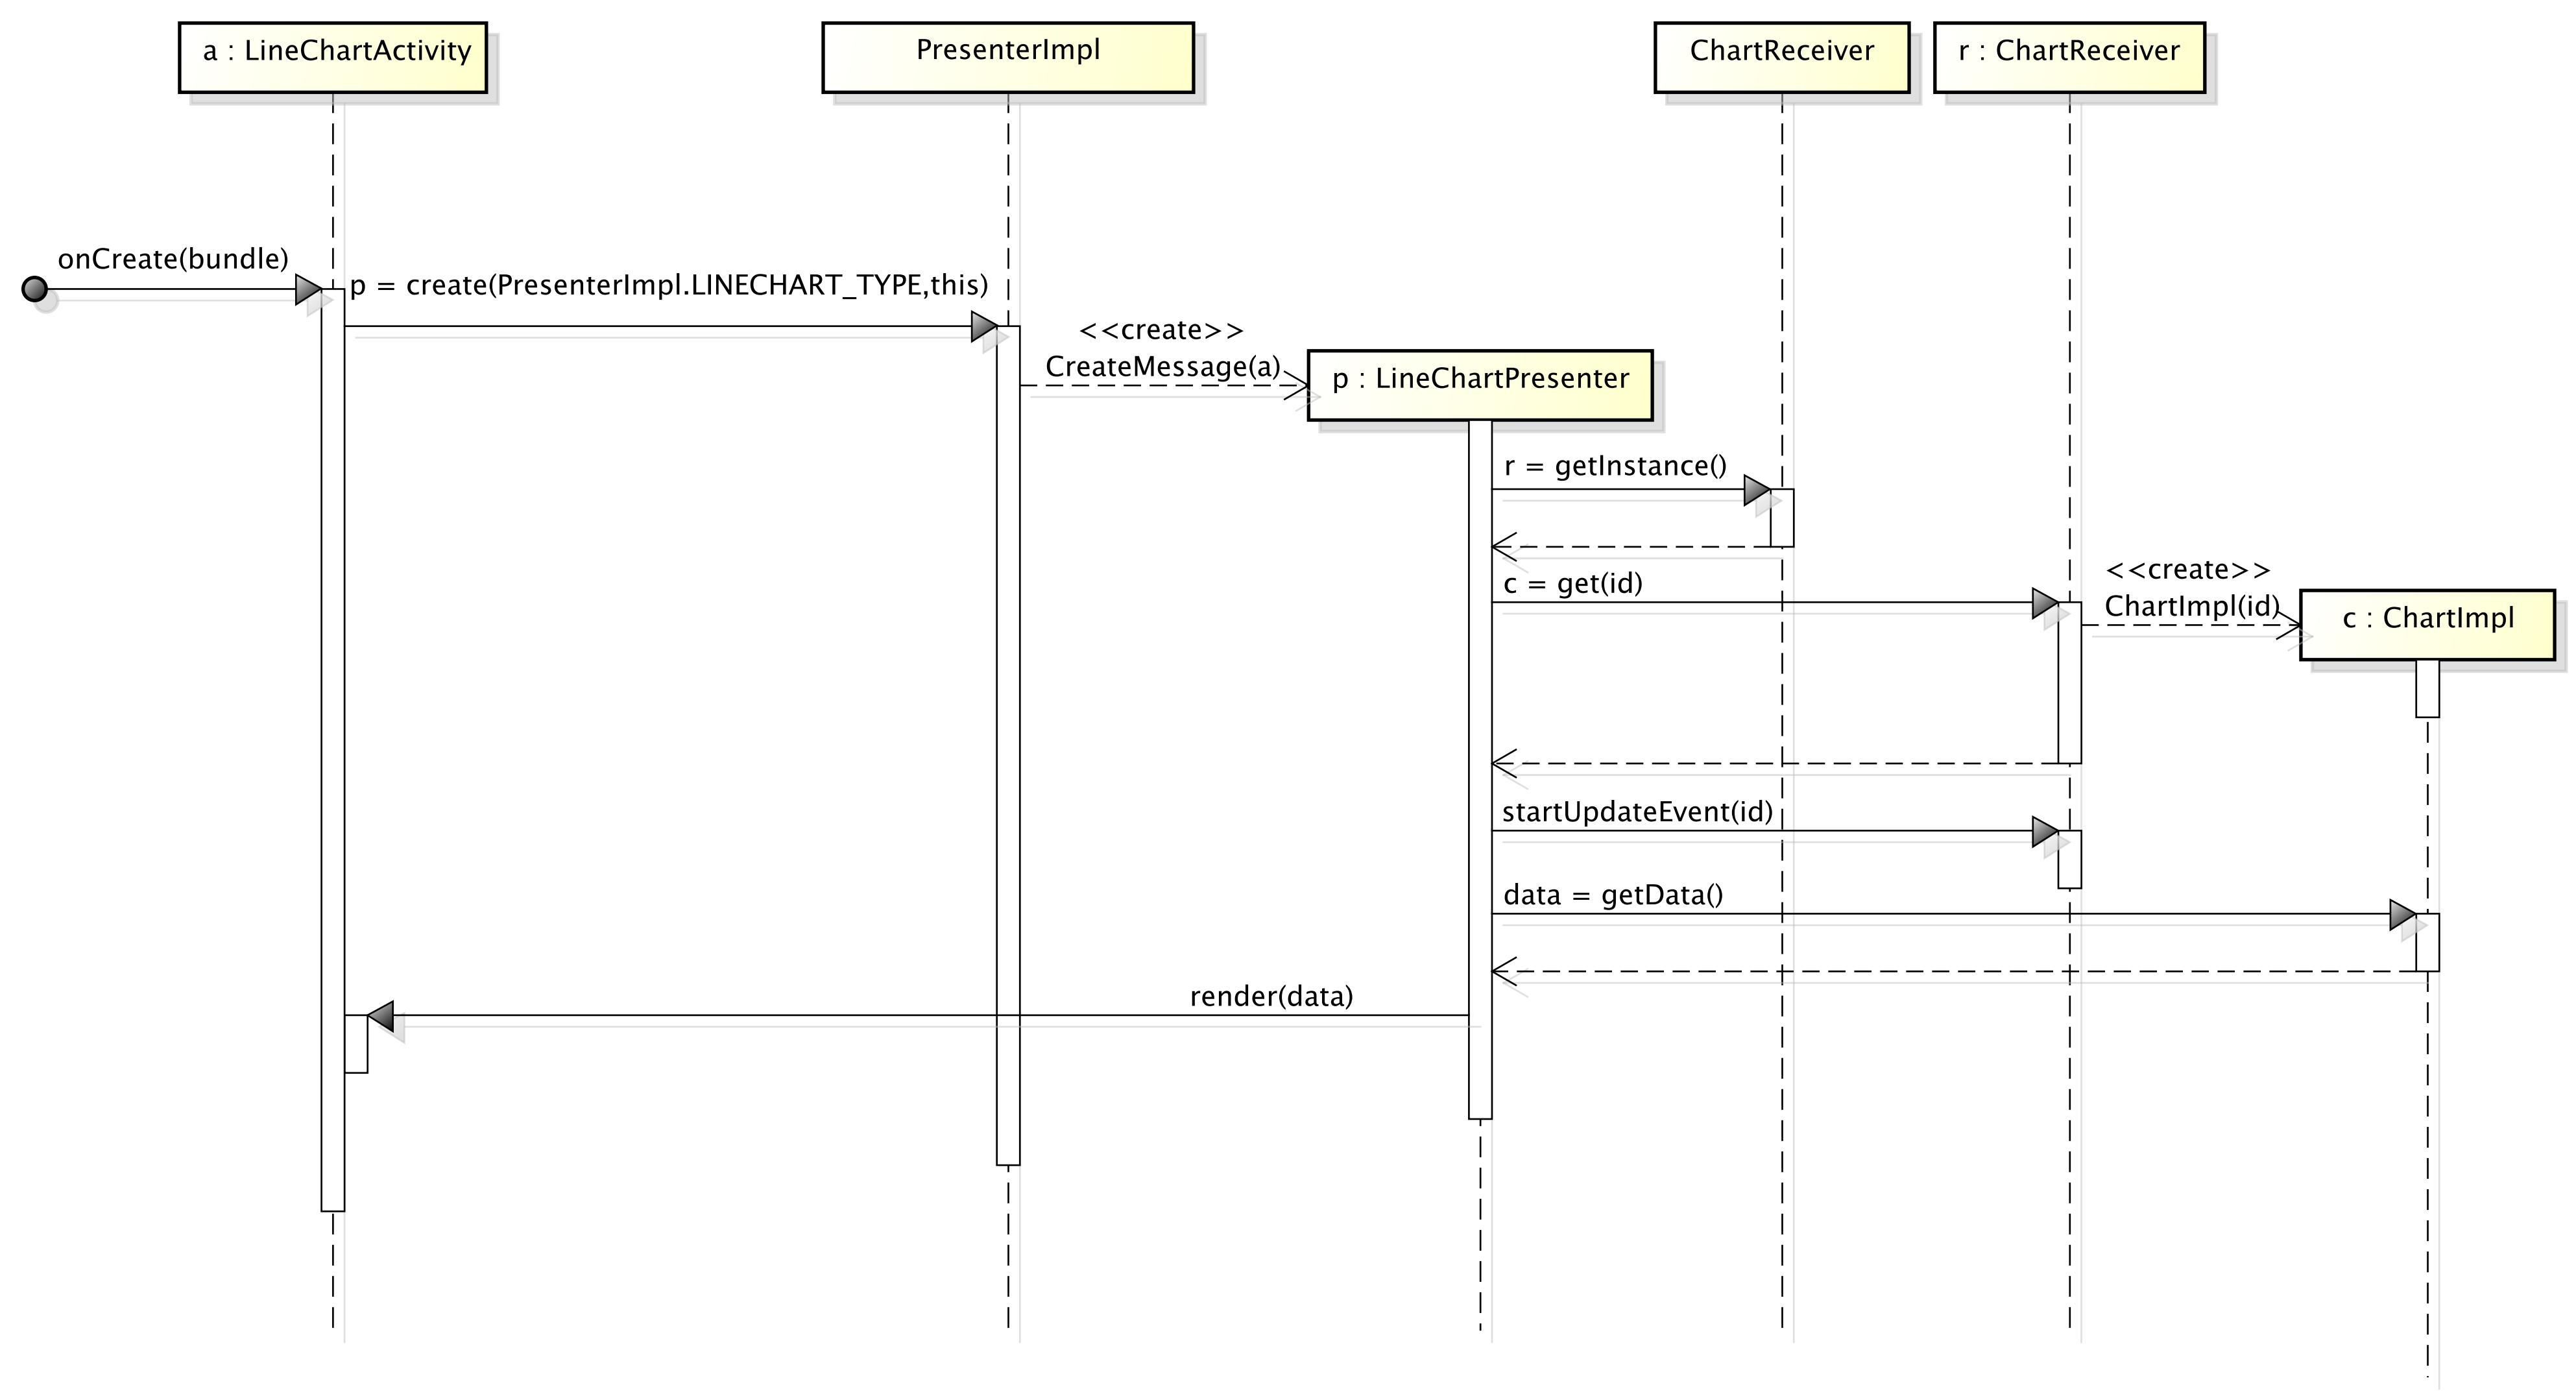 a : LineChartActivity
PresenterImpl
ChartReceiver
r : ChartReceiver
onCreate(bundle)
p = create(PresenterImpl.LINECHART_TYPE,this)
<<create>>
CreateMessage(a)
p : LineChartPresenter
r = getInstance()
c = get(id)
<<create>>
ChartImpl(id)
c : ChartImpl
startUpdateEvent(id)
data = getData()
render(data)